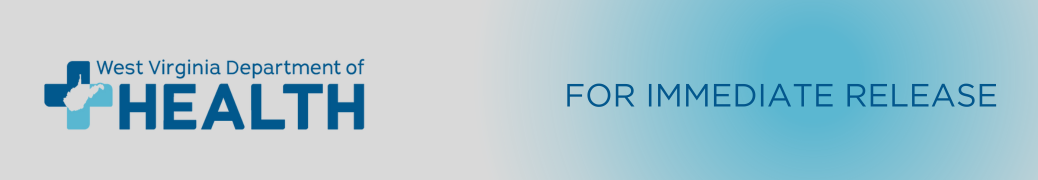 West Virginia Department of
HEALTH
FOR IMMEDIATE RELEASE